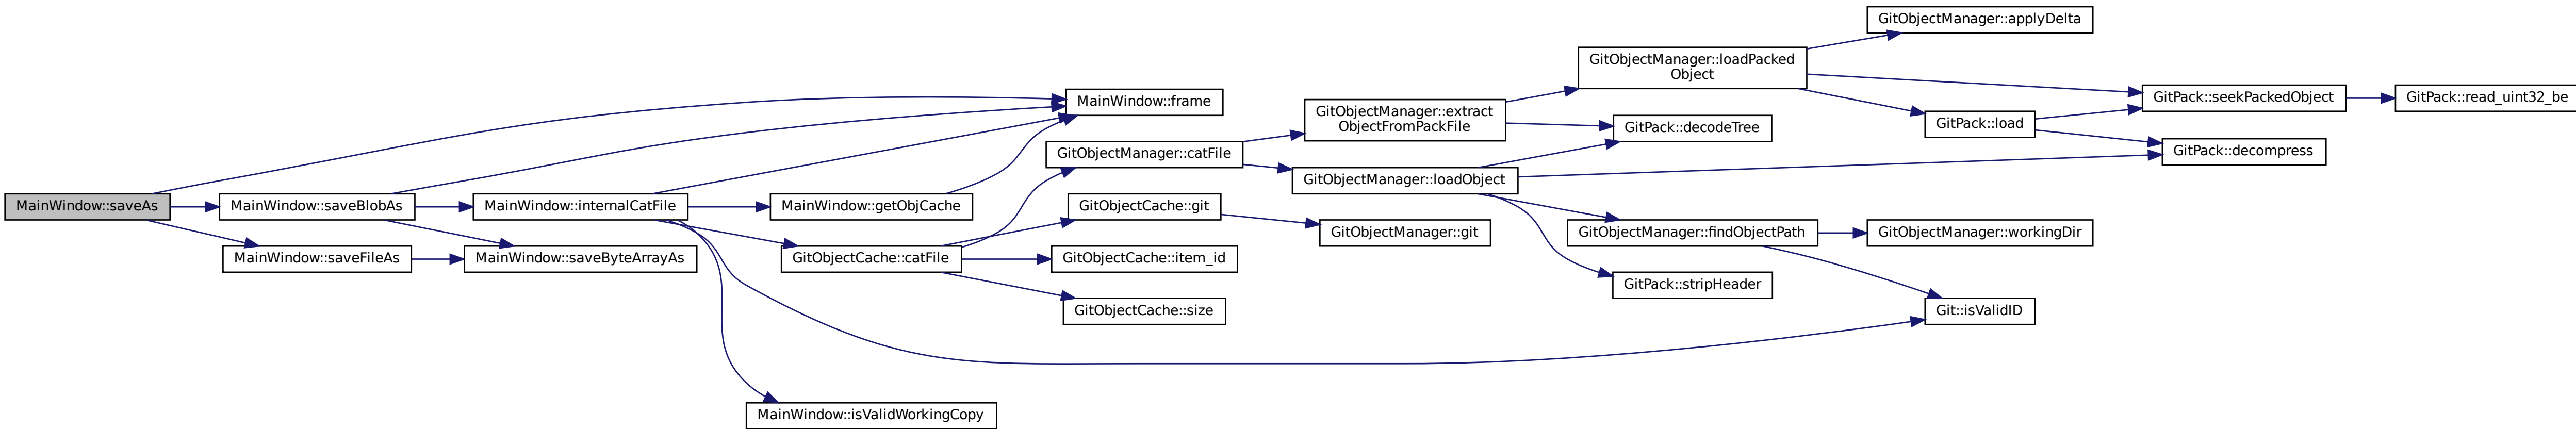 MainWindow::saveAs
MainWindow::saveBlobAs
MainWindow::saveFileAs
MainWindow::internalCatFile
MainWindow::saveByteArrayAs
MainWindow::getObjCache
GitObjectCache::catFile
MainWindow::isValidWorkingCopy
MainWindow::frame
GitObjectManager::catFile
GitObjectCache::git
GitObjectCache::item_id
GitObjectCache::size
GitObjectManager::extract
ObjectFromPackFile
GitObjectManager::loadObject
GitObjectManager::git
GitObjectManager::loadPacked
Object
GitPack::decodeTree
GitObjectManager::findObjectPath
GitPack::stripHeader
GitObjectManager::applyDelta
GitPack::load
GitObjectManager::workingDir
Git::isValidID
GitPack::seekPackedObject
GitPack::decompress
GitPack::read_uint32_be